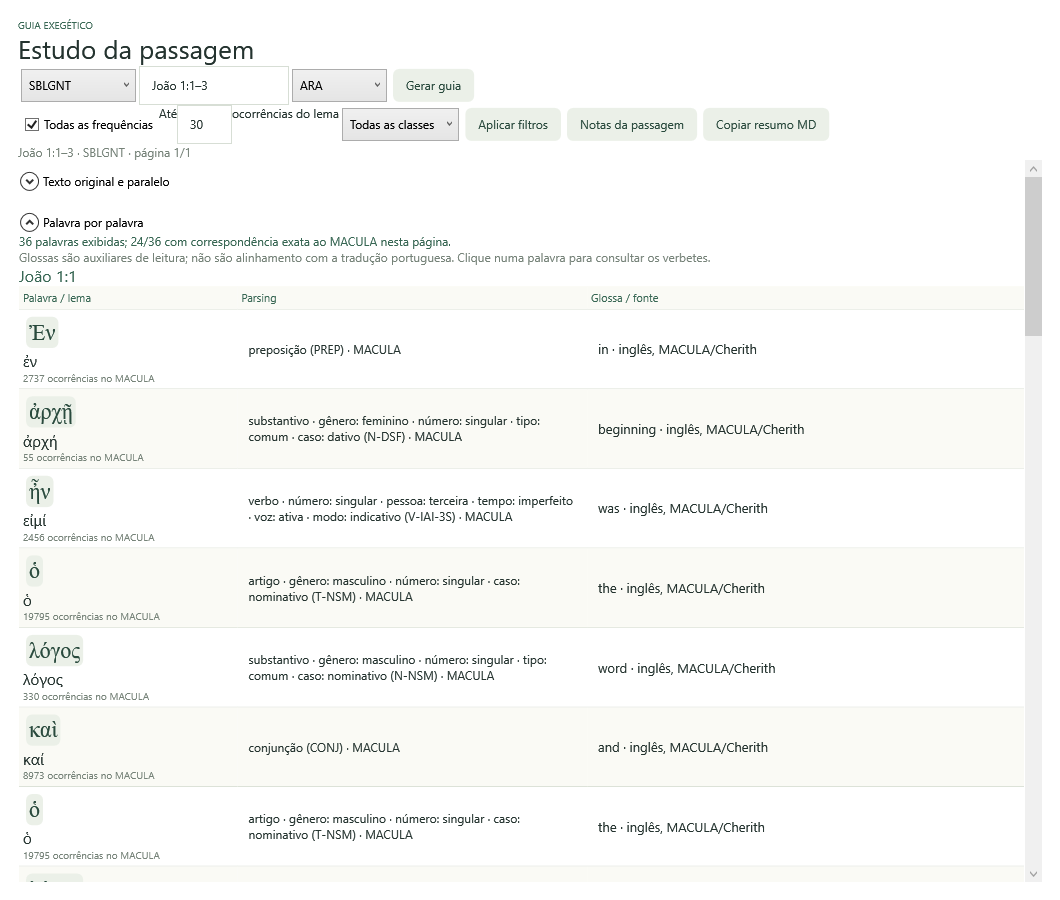 GUIA EXEGÉTICO
Estudo da passagem
SBLGNT João 1:1–3 ARA Gerar guia
Todas as frequências Até 30 ocorrências do lema Todas as classes Aplicar filtros Notas da passagem Copiar resumo MD
João 1:1–3 · SBLGNT · página 1/1
Texto original e paralelo
Palavra por palavra
36 palavras exibidas; 24/36 com correspondência exata ao MACULA nesta página.
Glossas são auxiliares de leitura; não são alinhamento com a tradução portuguesa. Clique numa palavra para consultar os verbetes.
João 1:1
Palavra / lema Parsing Glossa / fonte
Ἐν
ἐν
2737 ocorrências no MACULA
preposição (PREP) · MACULA
in · inglês, MACULA/Cherith
ἀρχῇ
ἀρχή
55 ocorrências no MACULA
substantivo · gênero: feminino · número: singular · tipo:
comum · caso: dativo (N-DSF) · MACULA
beginning · inglês, MACULA/Cherith
ἦν
εἰμί
2456 ocorrências no MACULA
verbo · número: singular · pessoa: terceira · tempo: imperfeito
· voz: ativa · modo: indicativo (V-IAI-3S) · MACULA
was · inglês, MACULA/Cherith
ὁ
ὁ
19795 ocorrências no MACULA
artigo · gênero: masculino · número: singular · caso:
nominativo (T-NSM) · MACULA
the · inglês, MACULA/Cherith
λόγος
λόγος
330 ocorrências no MACULA
substantivo · gênero: masculino · número: singular · tipo:
comum · caso: nominativo (N-NSM) · MACULA
word · inglês, MACULA/Cherith
καὶ
καί
8973 ocorrências no MACULA
conjunção (CONJ) · MACULA
and · inglês, MACULA/Cherith
ὁ
ὁ
19795 ocorrências no MACULA
artigo · gênero: masculino · número: singular · caso:
nominativo (T-NSM) · MACULA
the · inglês, MACULA/Cherith